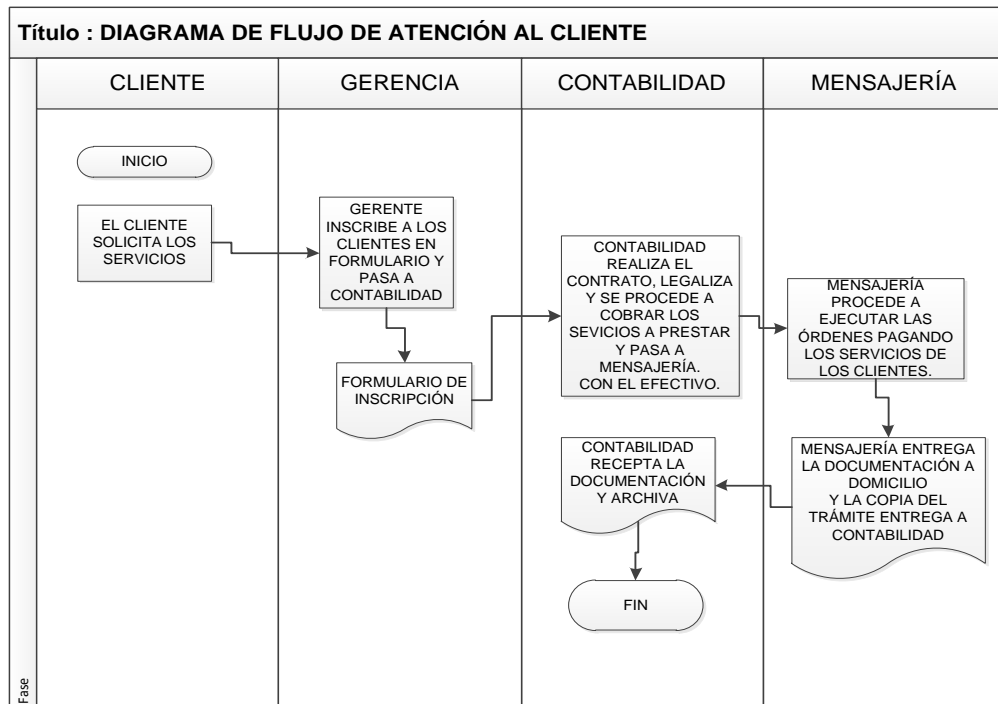 Título : DIAGRAMA DE FLUJO DE ATENCIÓN AL CLIENTE
CLIENTE
GERENCIA
CONTABILIDAD
MENSAJERÍA
INICIO
EL CLIENTE
SOLICITA LOS
SERVICIOS
GERENTE
INSCRIBE A LOS
CLIENTES EN
FORMULARIO Y
PASA A
CONTABILIDAD
FORMULARIO DE
INSCRIPCIÓN
CONTABILIDAD
REALIZA EL
CONTRATO, LEGALIZA
Y SE PROCEDE A
COBRAR LOS
SEVICIOS A PRESTAR
Y PASA A
MENSAJERÍA.
CON EL EFECTIVO.
MENSAJERÍA
PROCEDE A
EJECUTAR LAS
ÓRDENES PAGANDO
LOS SERVICIOS DE
LOS CLIENTES.
MENSAJERÍA ENTREGA
LA DOCUMENTACIÓN A
DOMICILIO
Y LA COPIA DEL
TRÁMITE ENTREGA A
CONTABILIDAD
CONTABILIDAD
RECEPTA LA
DOCUMENTACIÓN
Y ARCHIVA
FIN
Fase